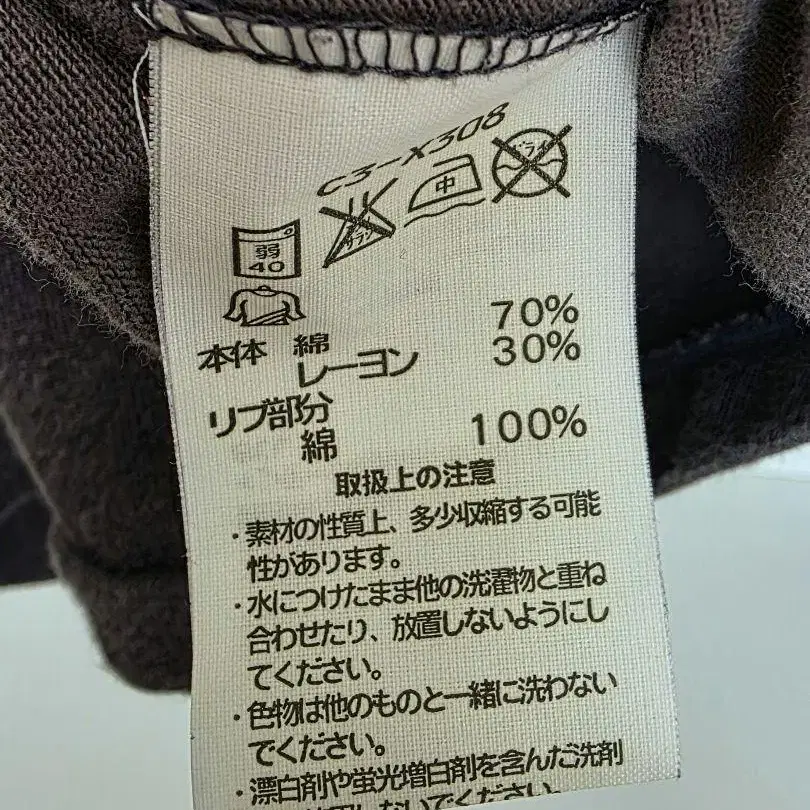 C3-X308
弱
40
中
ドライ
本体 綿 70%
レーヨン 30%
リブ部分
綿 100%
取扱上の注意
・素材の性質上、多少収縮する可能
性があります。
・水につけたまま他の洗濯物と重ね
合わせたり、放置しないようにし
てください。
・色物は他のものと一緒に洗わない
でください。
・漂白剤や蛍光増白剤を含んだ洗剤